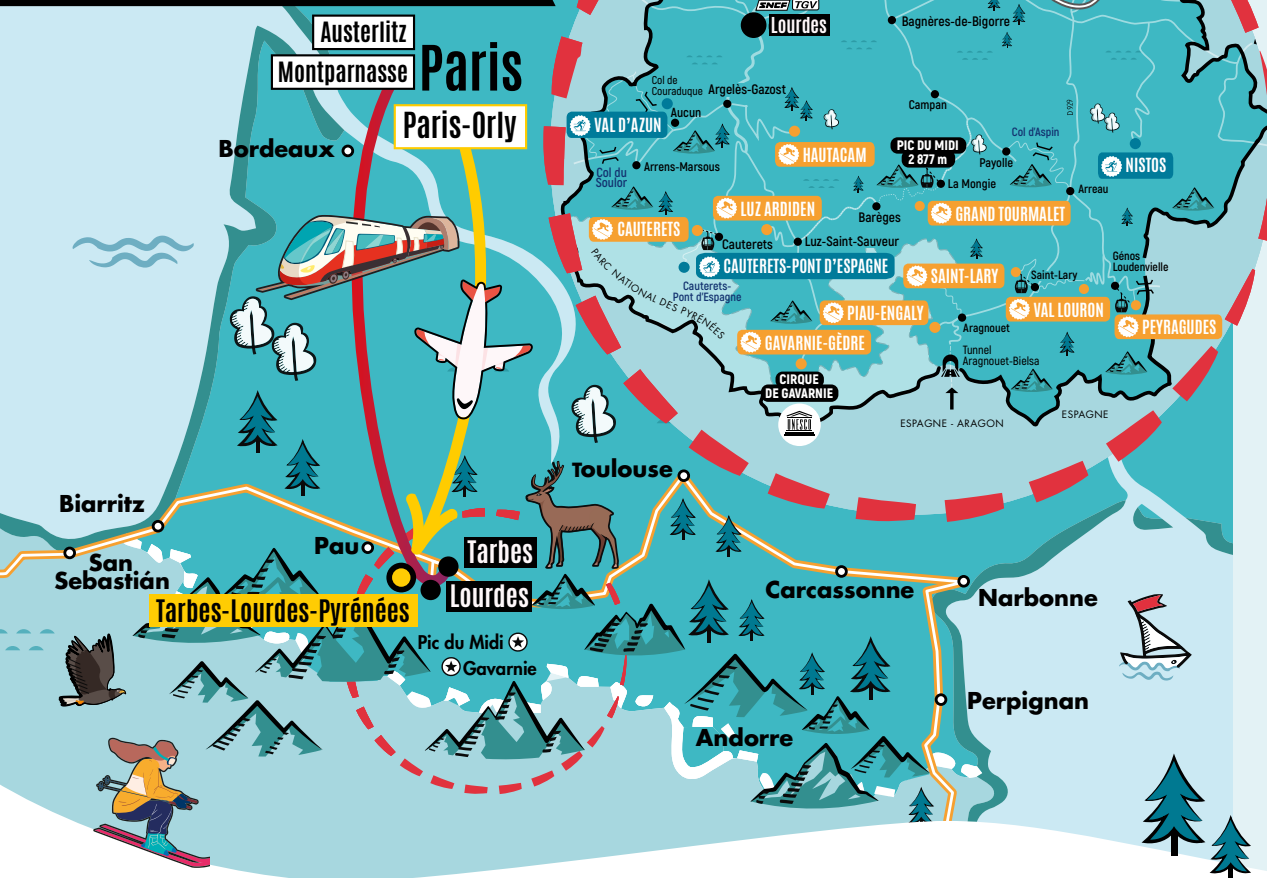 Austerlitz
Montparnasse
Paris
Paris-Orly
Bordeaux
SNCF TGV
Lourdes
Bagnères-de-Bigorre
Col de
Couraduque
Argelès-Gazost
Aucun
VAL D'AZUN
Campan
D 929
HAUTACAM
PIC DU MIDI
2 877 m
Col d'Aspin
Payolle
NISTOS
Arrens-Marsous
Col du
Soulor
La Mongie
Arreau
LUZ ARDIDEN
Barèges
GRAND TOURMALET
CAUTERETS
Cauterets
Luz-Saint-Sauveur
CAUTERETS-PONT D'ESPAGNE
Cauterets-
Pont d'Espagne
PARC NATIONAL DES PYRÉNÉES
SAINT-LARY
Saint-Lary
Génos
Loudenvielle
PIAU-ENGALY
VAL LOURON
PEYRAGUDES
Aragnouet
GAVARNIE-GÈDRE
Tunnel
Aragnouet-Bielsa
CIRQUE
DE GAVARNIE
UNESCO
ESPAGNE - ARAGON
ESPAGNE
Toulouse
Biarritz
San
Sebastián
Pau
Tarbes
Lourdes
Tarbes-Lourdes-Pyrénées
Pic du Midi
Gavarnie
Carcassonne
Narbonne
Perpignan
Andorre